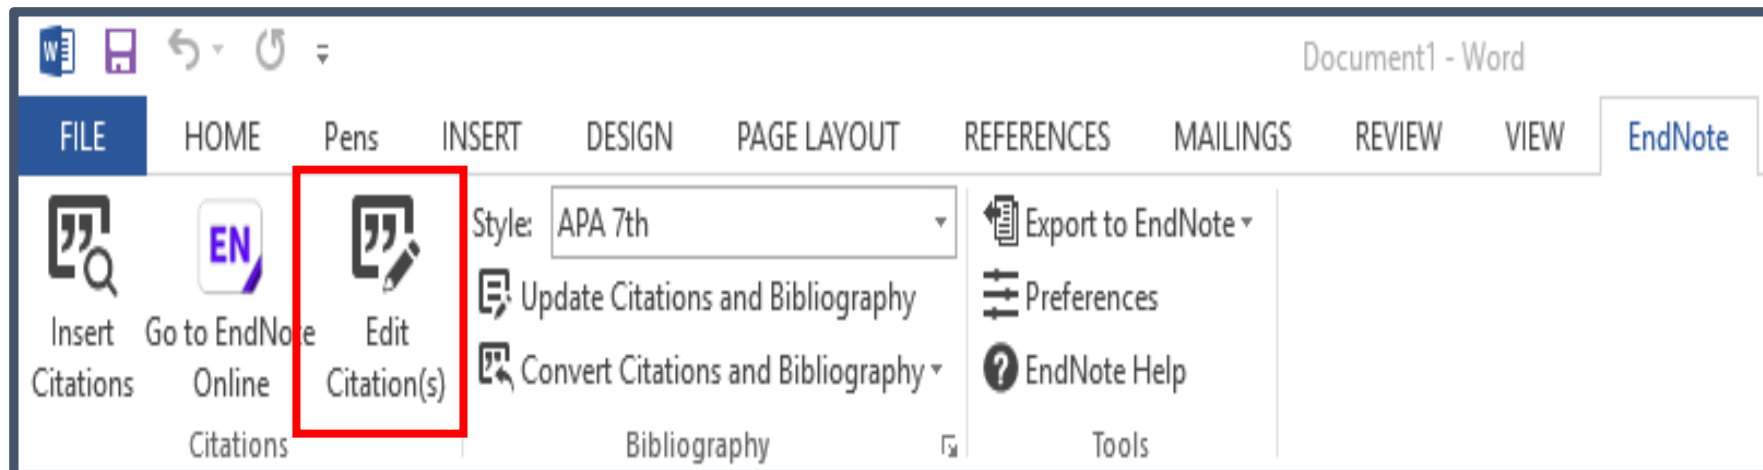 Document1 - Word
FILE HOME Pens INSERT DESIGN PAGE LAYOUT REFERENCES MAILINGS REVIEW VIEW EndNote
Insert
Citations
EN
Go to EndNote
Online
Edit
Citation(s)
Citations
Style: APA 7th
Update Citations and Bibliography
Convert Citations and Bibliography
Bibliography
Export to EndNote
Preferences
EndNote Help
Tools